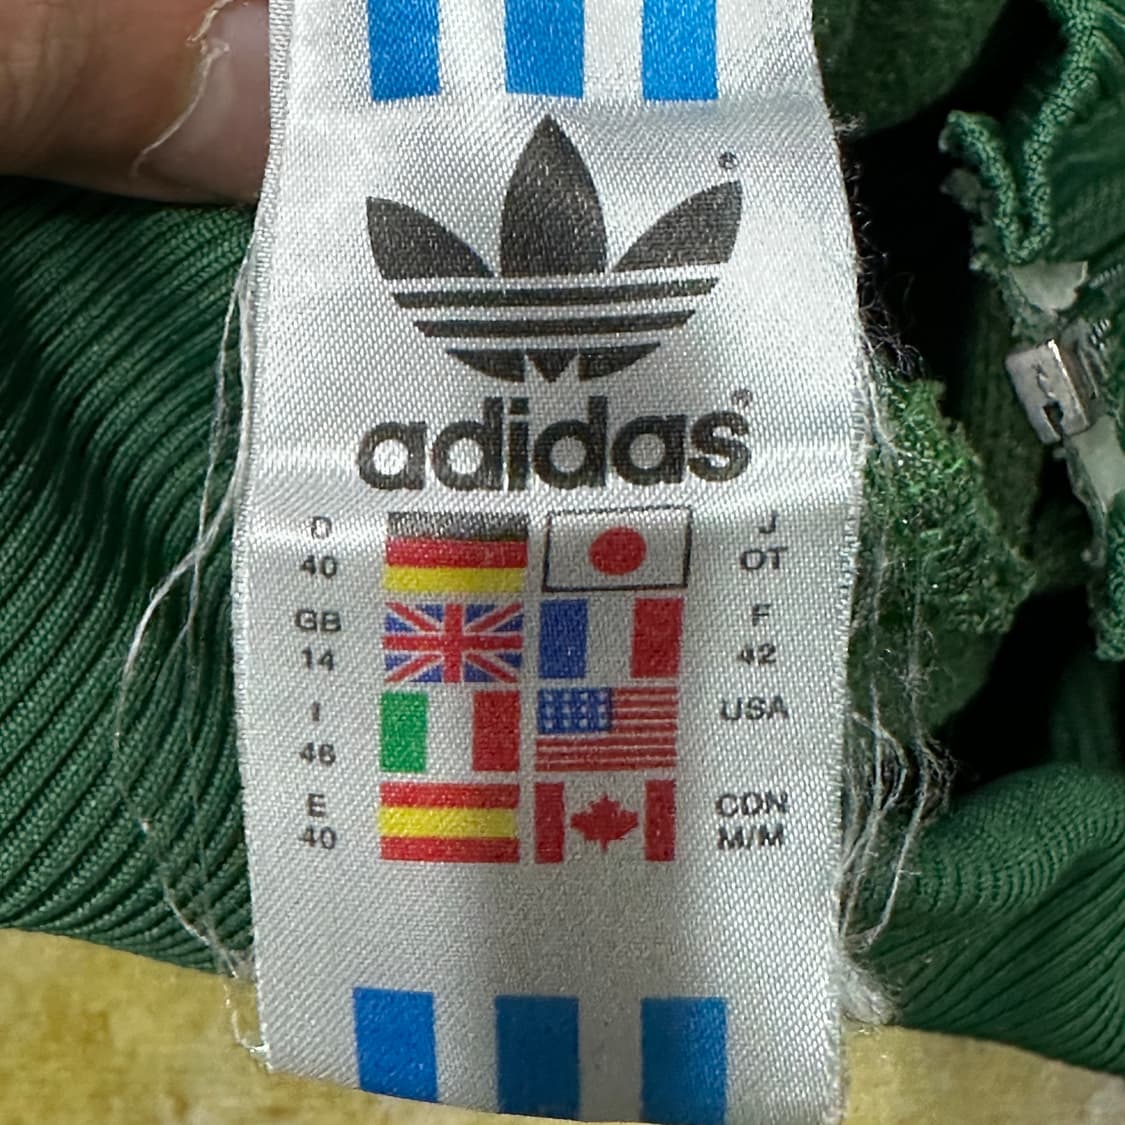 adidas®
D
40
J
OT
GB
14
F
42
I
46
USA
E
40
CDN
M/M